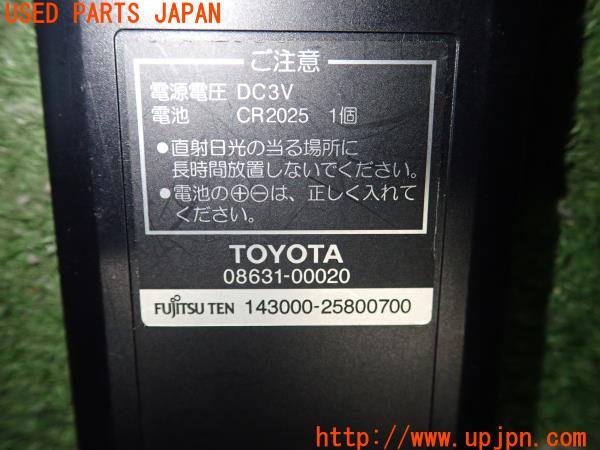 USED PARTS JAPAN
ご注意
電源電圧 DC3V
電池 CR2025 1個
●直射日光の当る場所に
長時間放置しないでください。
●電池の⊕⊖は、正しく入れて
ください。
TOYOTA
08631-00020
FUJITSU TEN 143000-25800700
http://www.upjpn.com/